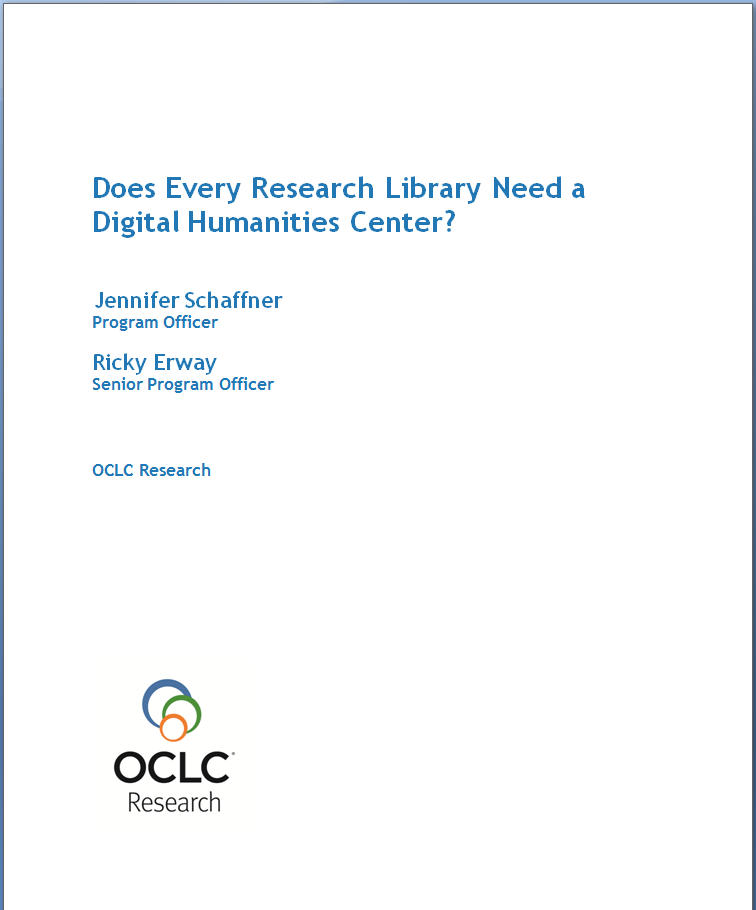 Does Every Research Library Need a
Digital Humanities Center?
Jennifer Schaffner
Program Officer
Ricky Erway
Senior Program Officer
OCLC Research
OCLC
Research